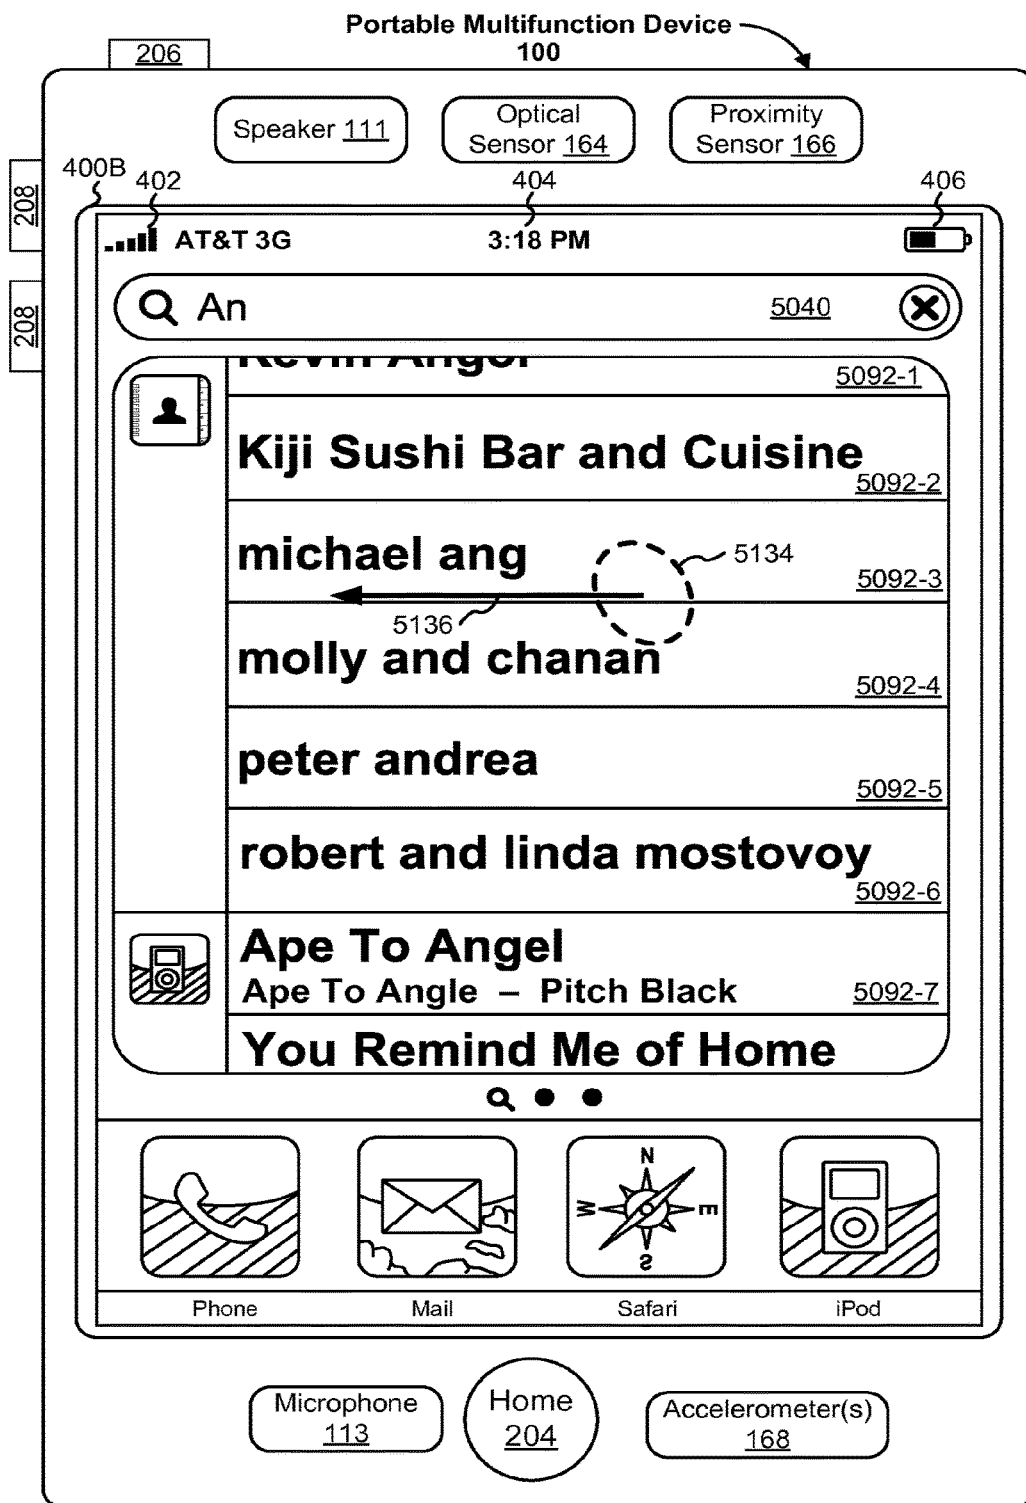 Portable Multifunction Device
100
206
Speaker 111
Optical
Sensor 164
Proximity
Sensor 166
208
400B
402
404
406
AT&T 3G
3:18 PM
208
An
5040
Kevin Angol
5092-1
Kiji Sushi Bar and Cuisine
5092-2
michael ang
5134
5092-3
5136
molly and chanan
5092-4
peter andrea
5092-5
robert and linda mostovoy
5092-6
Ape To Angel
Ape To Angle – Pitch Black
5092-7
You Remind Me of Home
N
W
E
S
Phone
Mail
Safari
iPod
Microphone
113
Home
204
Accelerometer(s)
168